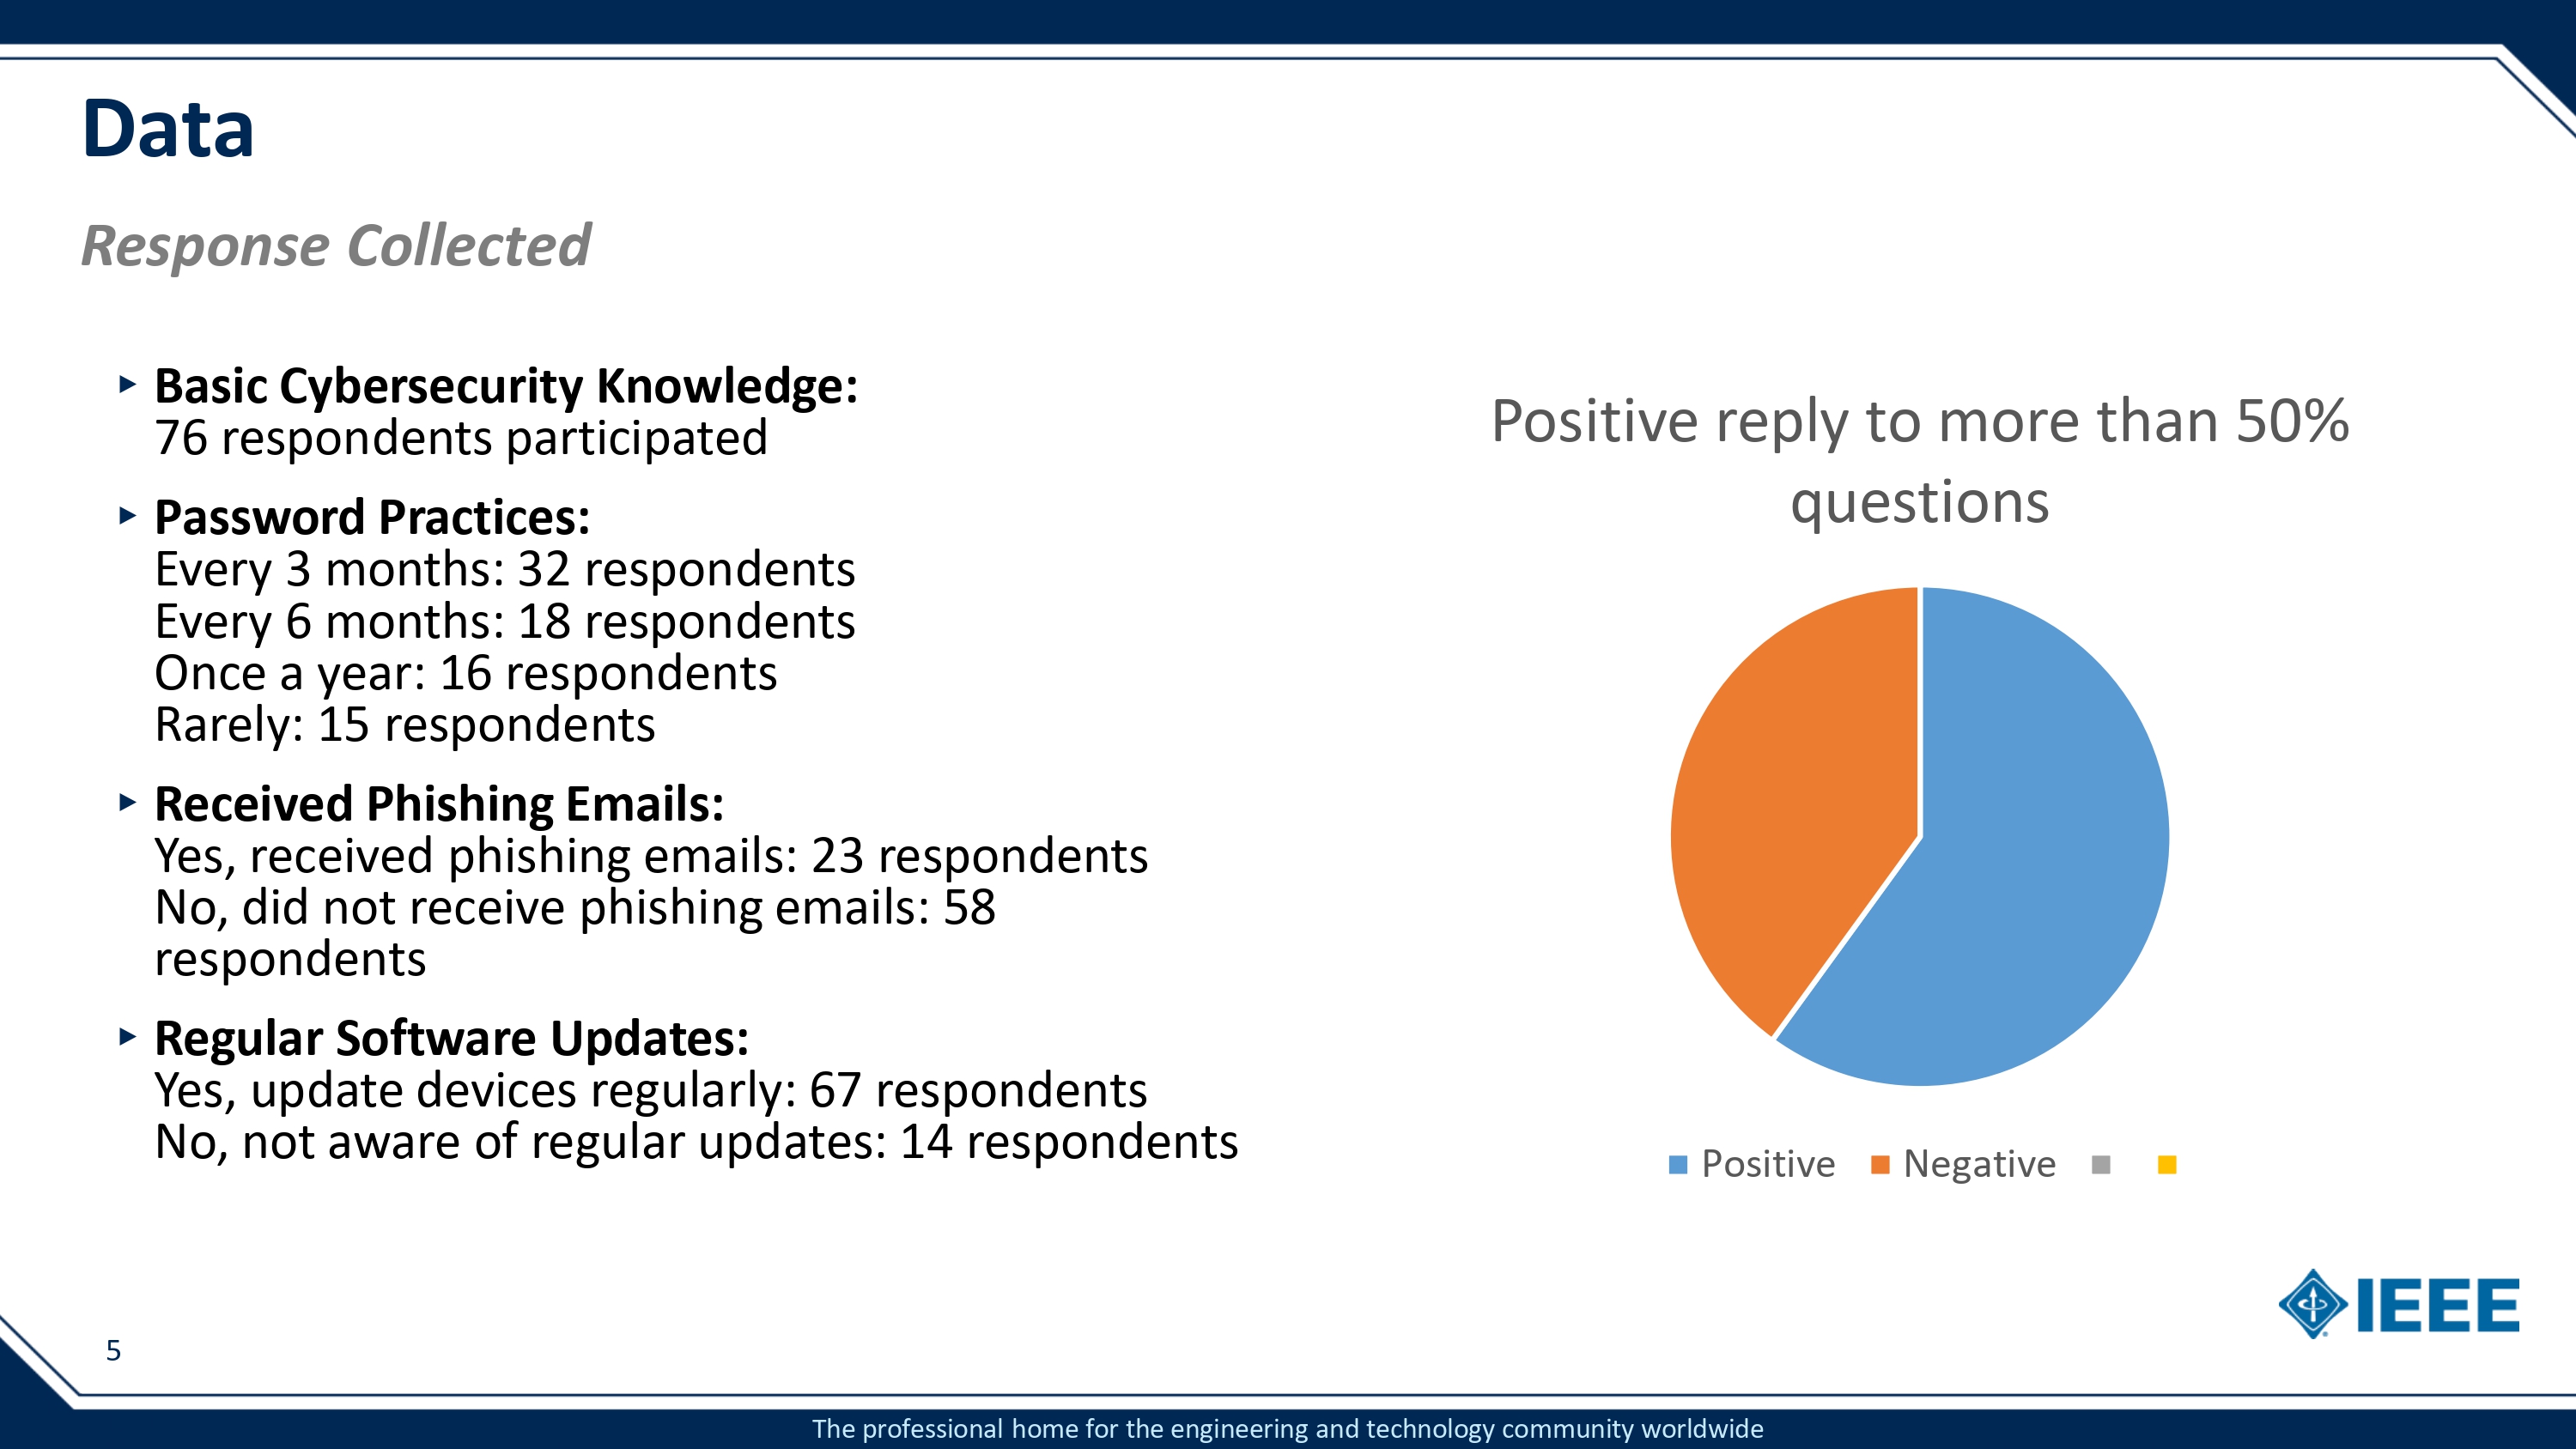 Data
Response Collected
▸ Basic Cybersecurity Knowledge:
76 respondents participated
▸ Password Practices:
Every 3 months: 32 respondents
Every 6 months: 18 respondents
Once a year: 16 respondents
Rarely: 15 respondents
▸ Received Phishing Emails:
Yes, received phishing emails: 23 respondents
No, did not receive phishing emails: 58
respondents
▸ Regular Software Updates:
Yes, update devices regularly: 67 respondents
No, not aware of regular updates: 14 respondents
Positive reply to more than 50%
questions
Positive Negative
IEEE
5
The professional home for the engineering and technology community worldwide